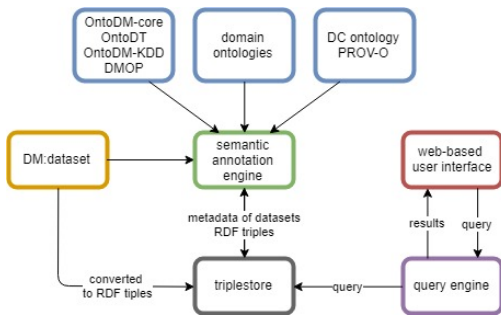 OntoDM-core
OntoDT
OntoDM-KDD
DMOP
domain
ontologies
DC ontology
PROV-O
DM:dataset
semantic
annotation
engine
web-based
user interface
metadata of datasets
RDF triples
results
query
converted
to RDF tiples
triplestore
query
query engine